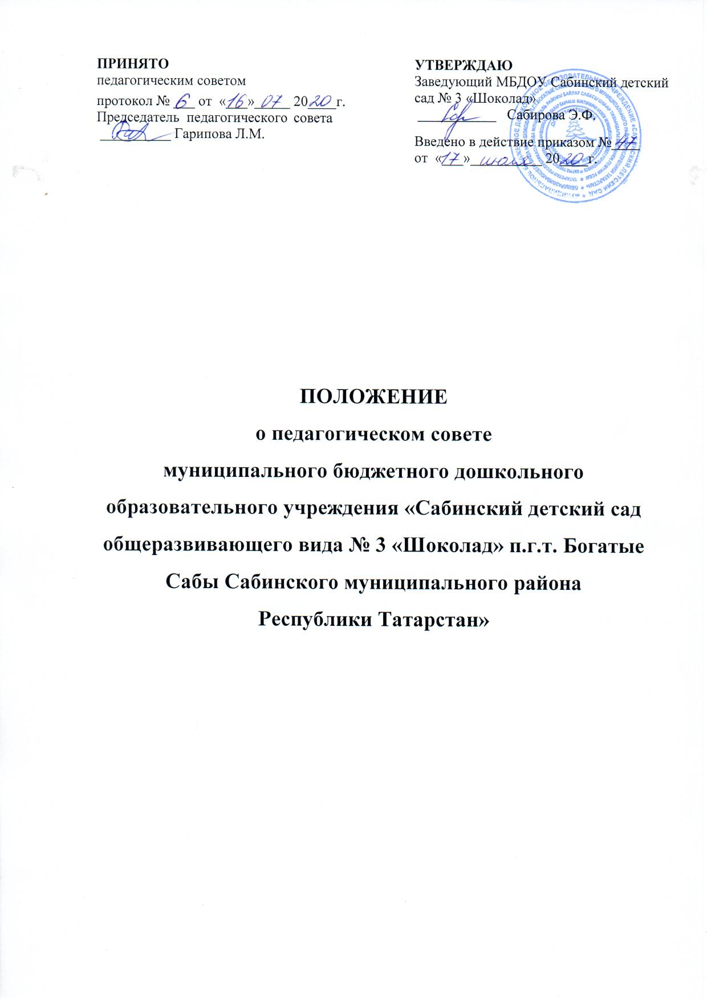 ПРИНЯТО
педагогическим советом
протокол № 6 от «16» 07 2020 г.
Председатель педагогического совета
Гарипова Л.М.
УТВЕРЖДАЮ
Заведующий МБДОУ Сабинский детский
сад № 3 «Шоколад»
Сабирова Э.Ф.
Введено в действие приказом № 47
от «17» июля 2020 г.
ПОЛОЖЕНИЕ
о педагогическом совете
муниципального бюджетного дошкольного
образовательного учреждения «Сабинский детский сад
общеразвивающего вида № 3 «Шоколад» п.г.т. Богатые
Сабы Сабинского муниципального района
Республики Татарстан»